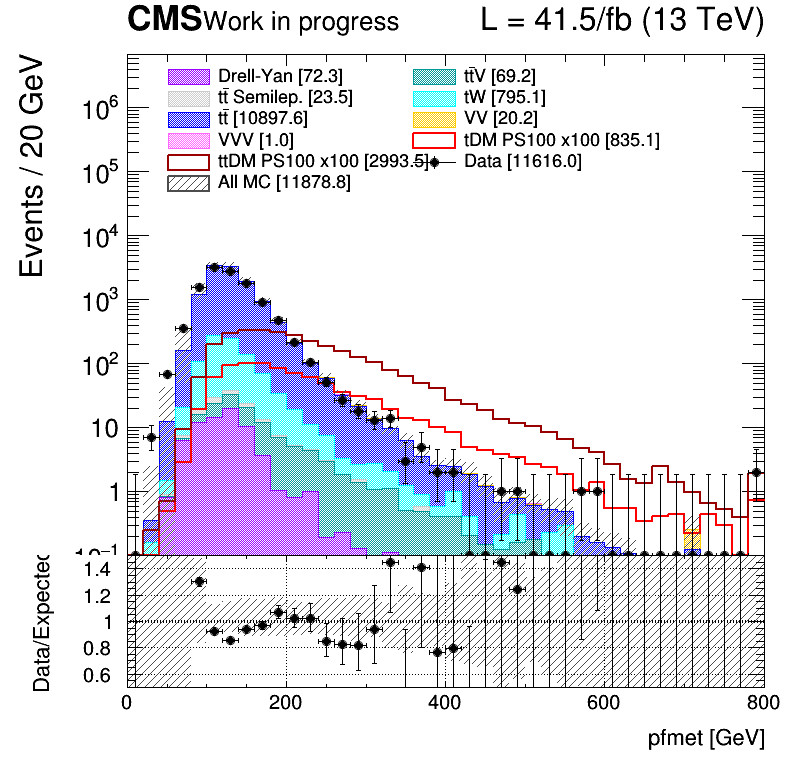 CMS Work in progress L = 41.5/fb (13 TeV)
Events / 20 GeV
Drell-Yan [72.3] tt̄V [69.2]
tt̄ Semilep. [23.5] tW [795.1]
tt̄ [10897.6] VV [20.2]
VVV [1.0] tDM PS100 x100 [835.1]
ttDM PS100 x100 [2993.5] Data [11616.0]
All MC [11878.8]
10⁶
10⁵
10⁴
10³
10²
10
1
10⁻¹
Data/Expected
1.4
1.2
1
0.8
0.6
0 200 400 600 800
pfmet [GeV]